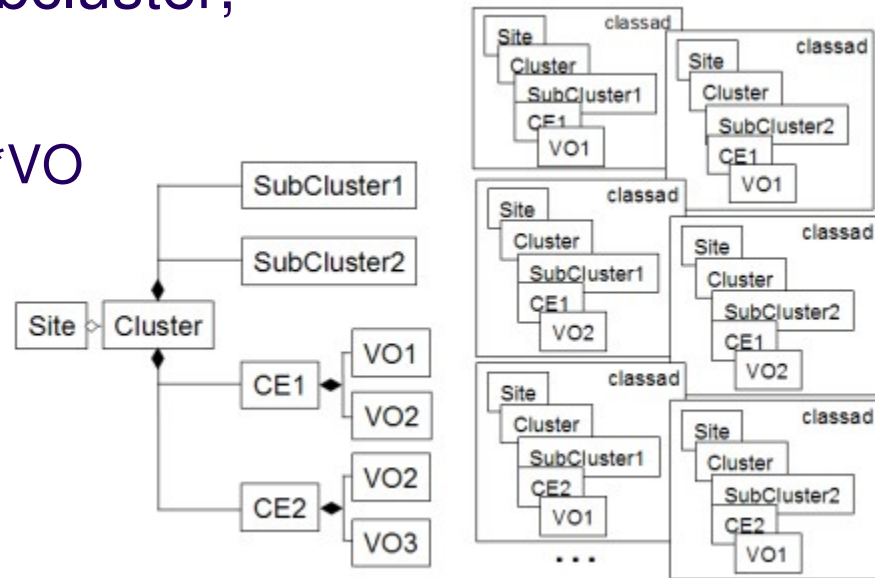 bcluster,
*VO
SubCluster1
SubCluster2
Site
Cluster
CE1
VO1
VO2
CE2
VO2
VO3
classad
Site
Cluster
SubCluster1
CE1
VO1
classad
Site
Cluster
SubCluster2
CE1
VO1
classad
Site
Cluster
SubCluster1
CE1
VO2
classad
Site
Cluster
SubCluster2
CE1
VO2
classad
Site
Cluster
SubCluster1
CE2
VO1
classad
Site
Cluster
SubCluster2
CE2
VO1
...